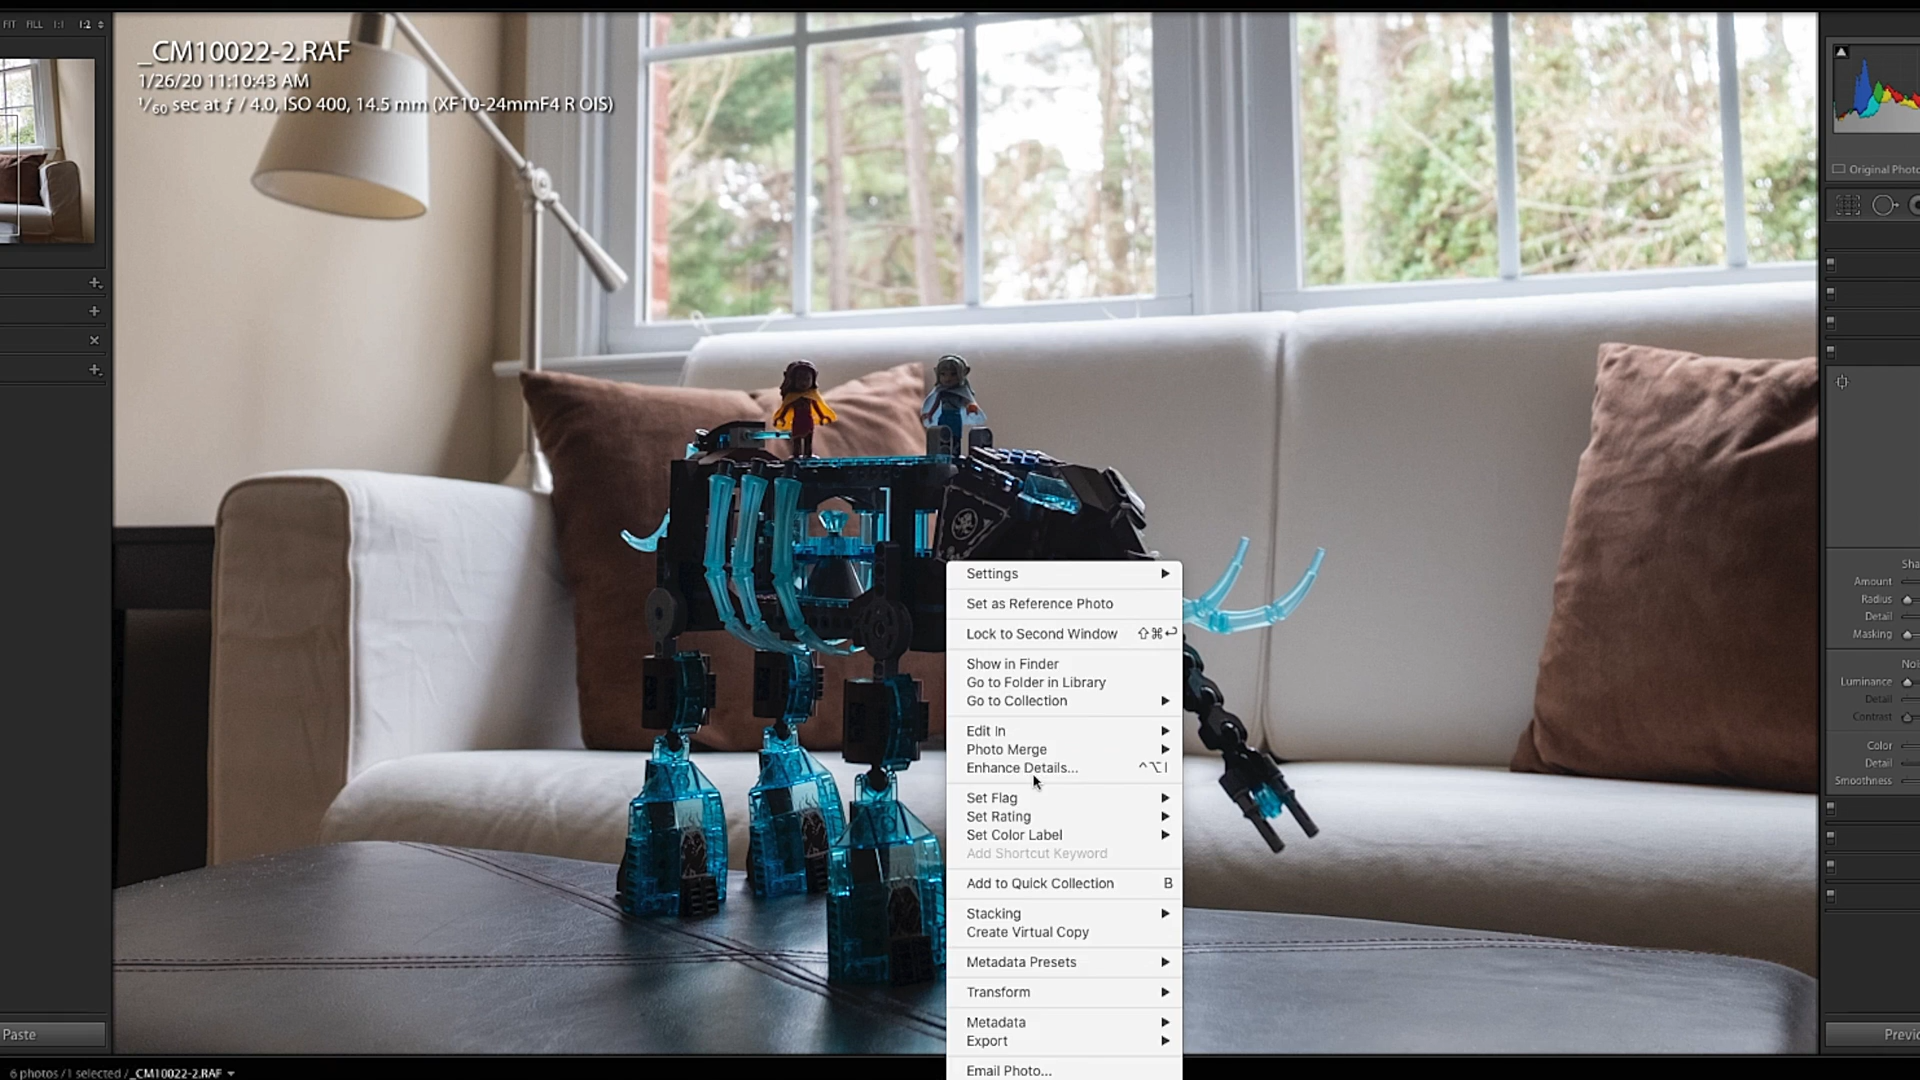 FIT FILL 1:1 1:2
_CM10022-2.RAF
1/26/20 11:10:43 AM
1/60 sec at ƒ / 4.0, ISO 400, 14.5 mm (XF10-24mmF4 R OIS)
Original Photo
Settings
Set as Reference Photo
Lock to Second Window ⇧⌘↩
Show in Finder
Go to Folder in Library
Go to Collection
Edit In
Photo Merge
Enhance Details... ^⌥I
Set Flag
Set Rating
Set Color Label
Add Shortcut Keyword
Add to Quick Collection B
Stacking
Create Virtual Copy
Metadata Presets
Transform
Metadata
Export
Email Photo...
Sha
Amount
Radius
Detail
Masking
Noi
Luminance
Detail
Contrast
Color
Detail
Smoothness
Paste
Previo
6 photos / 1 selected / _CM10022-2.RAF